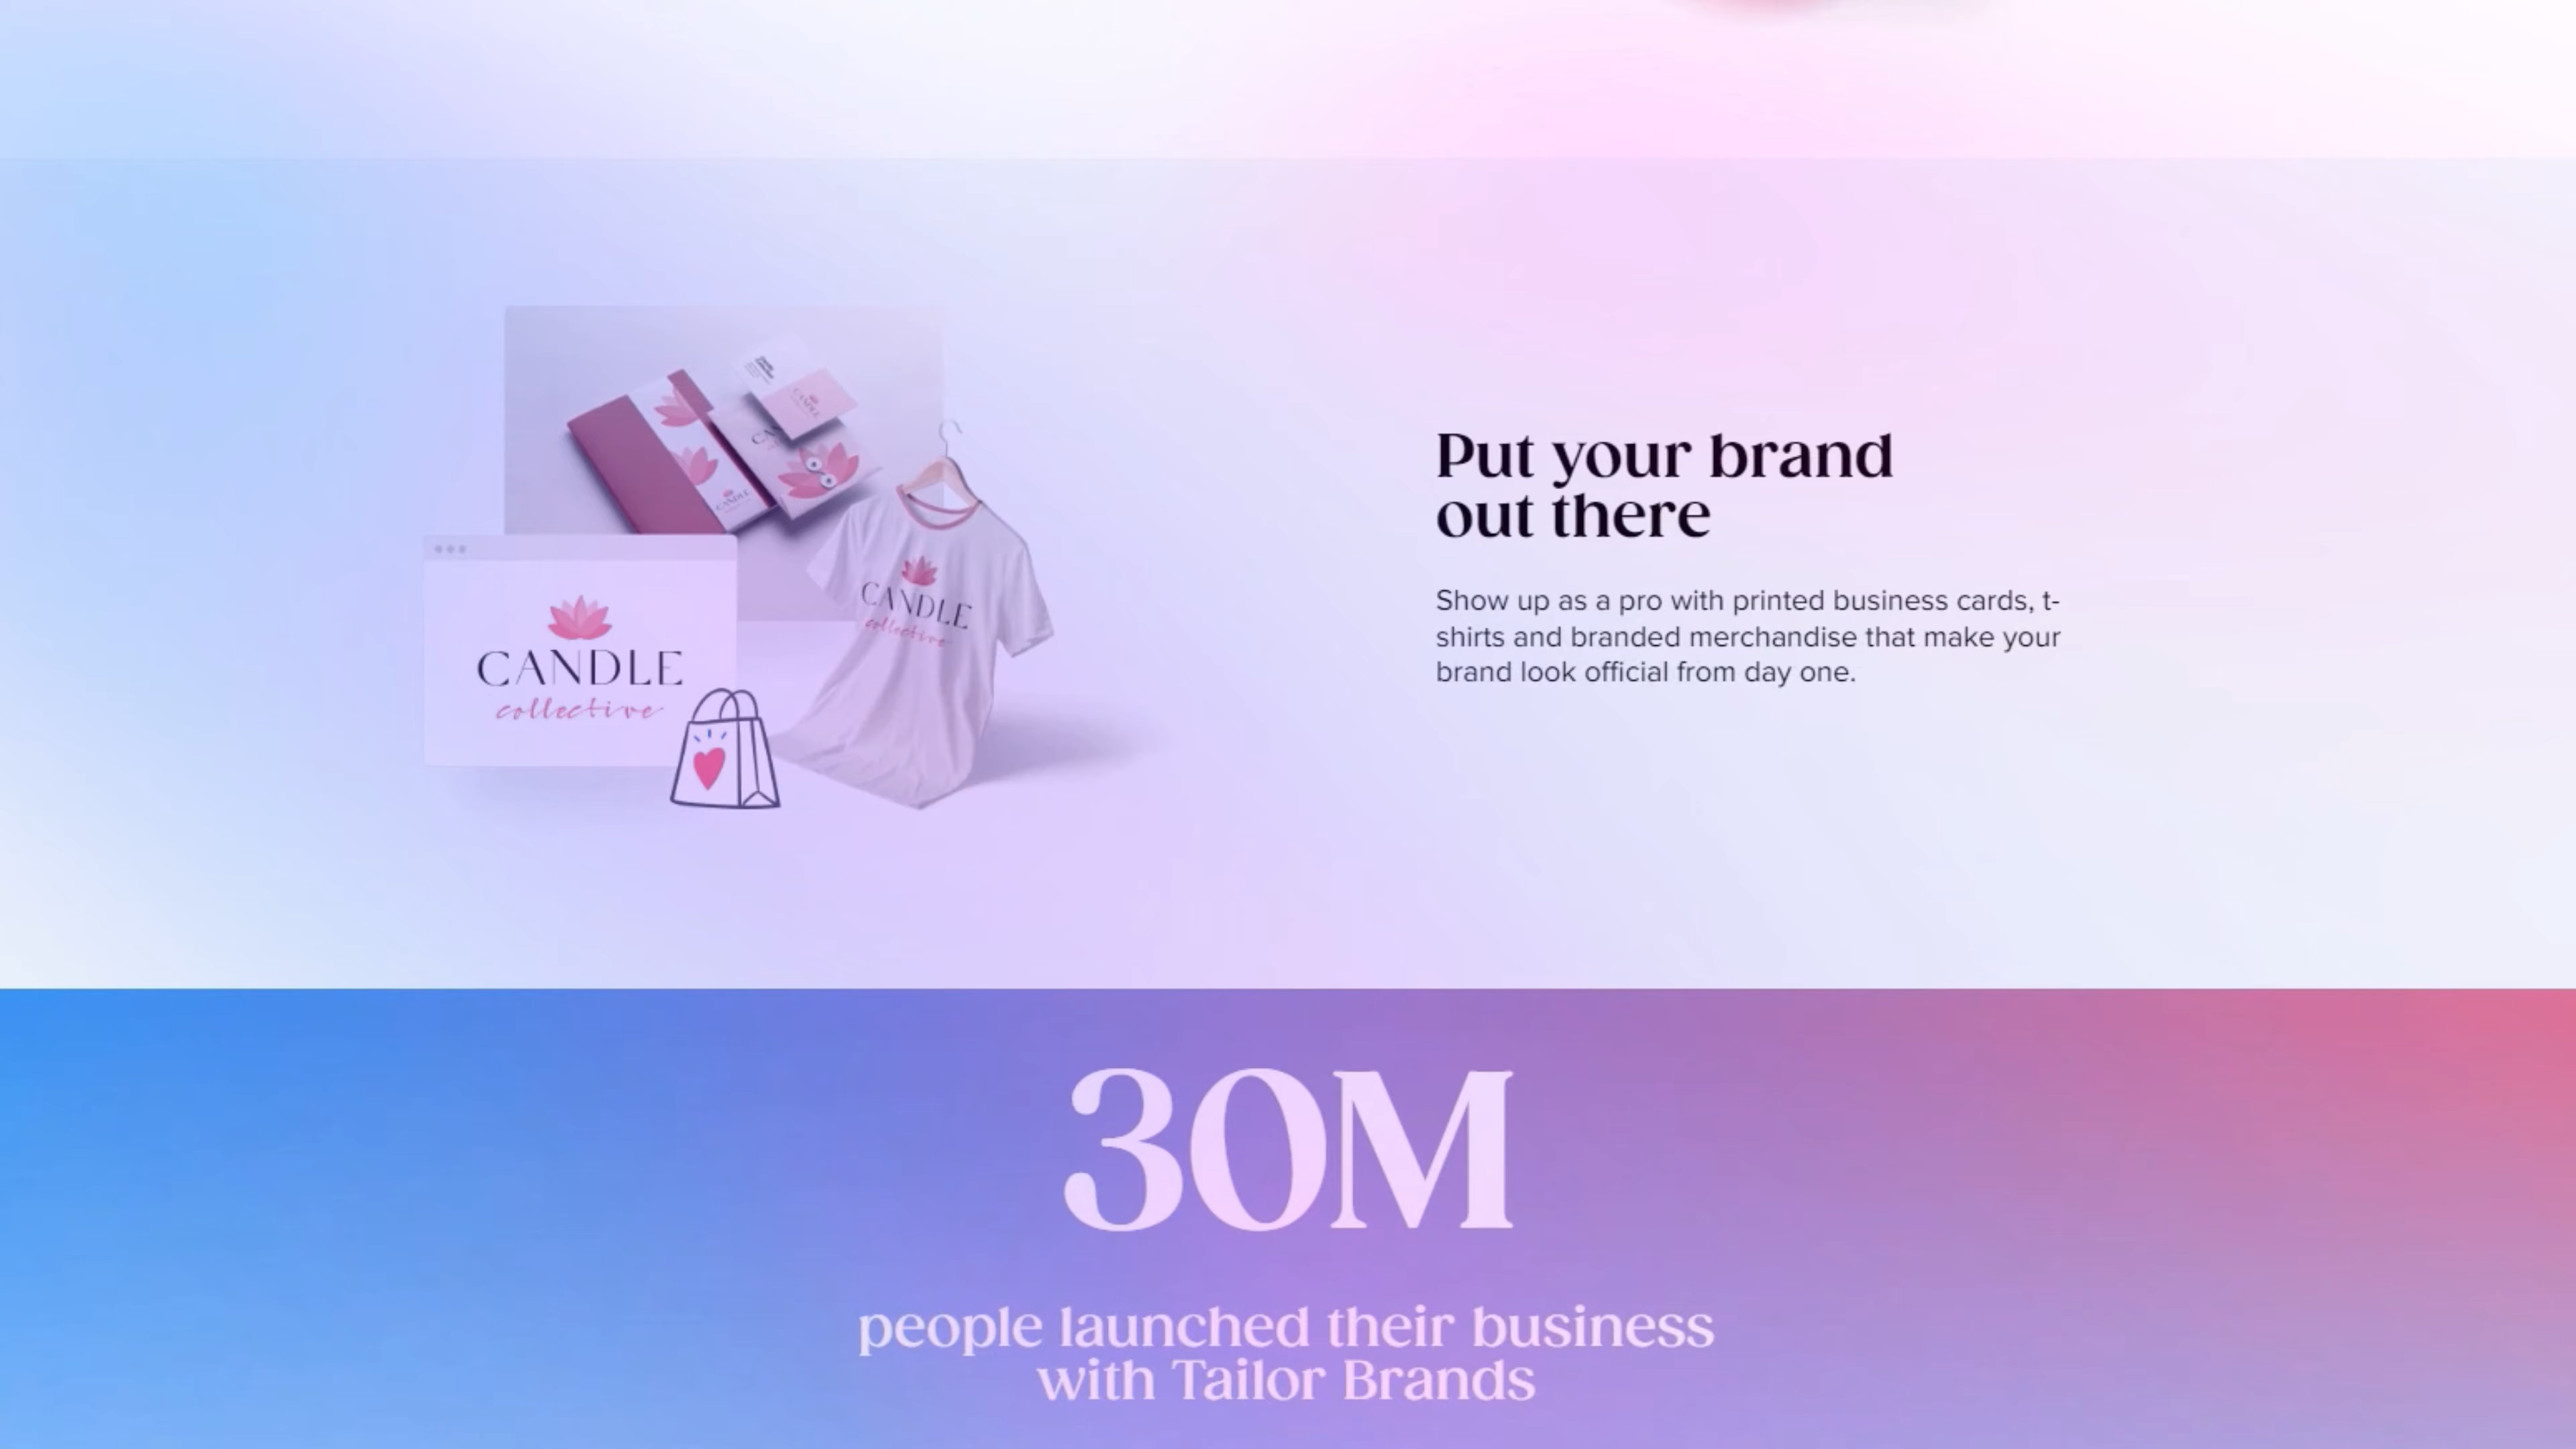 Put your brand
out there
Show up as a pro with printed business cards, t-
shirts and branded merchandise that make your
brand look official from day one.
CANDLE
collective
CANDLE
collective
CANDLE
CANDLE
30M
people launched their business
with Tailor Brands